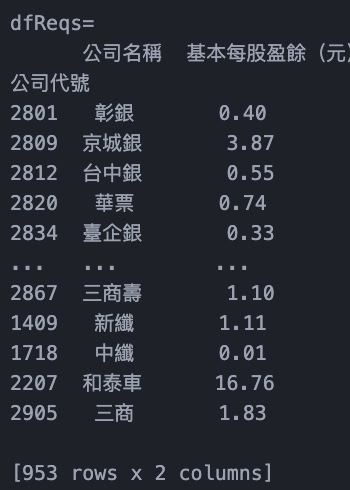 dfReqs=
公司名稱 基本每股盈餘（元）
公司代號
2801 彰銀 0.40
2809 京城銀 3.87
2812 台中銀 0.55
2820 華票 0.74
2834 臺企銀 0.33
... ... ...
2867 三商壽 1.10
1409 新纖 1.11
1718 中纖 0.01
2207 和泰車 16.76
2905 三商 1.83
[953 rows x 2 columns]